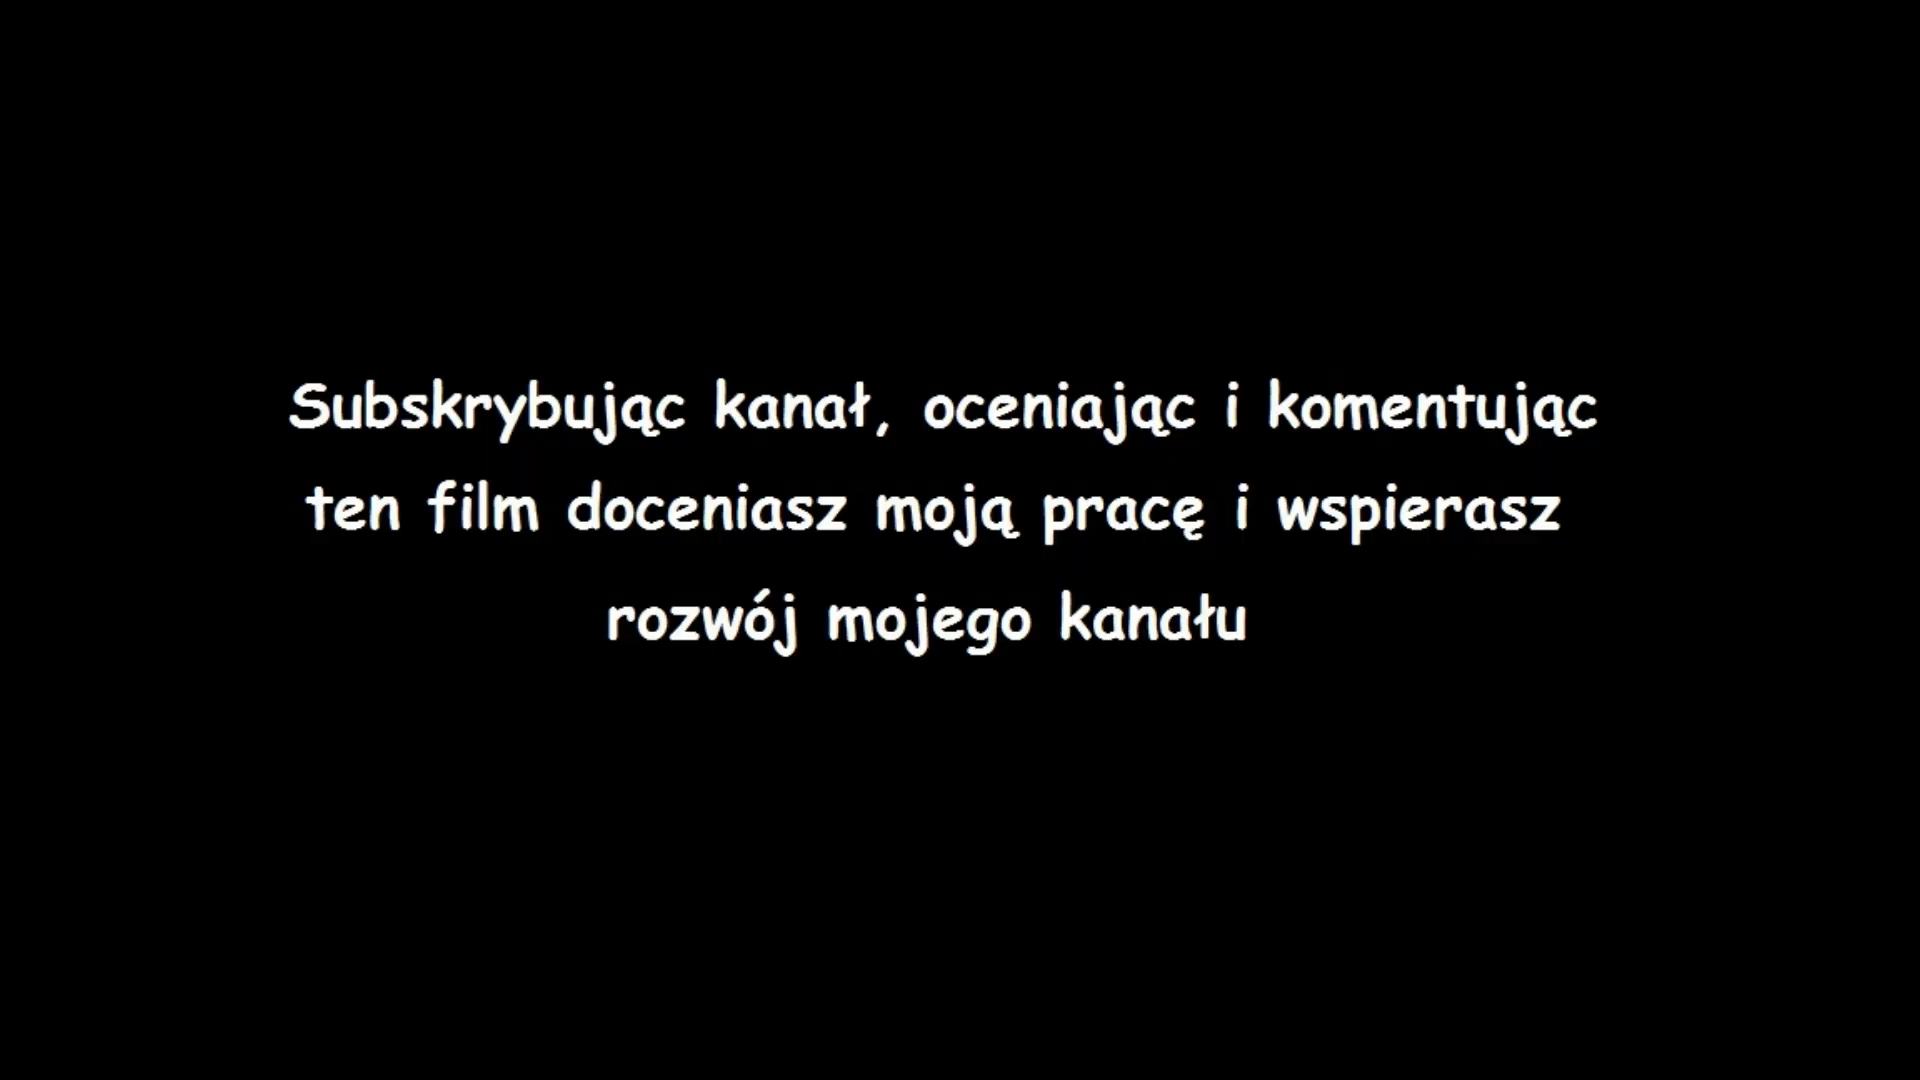 Subskrybując kanał, oceniając i komentując
ten film doceniasz moją pracę i wspierasz
rozwój mojego kanału